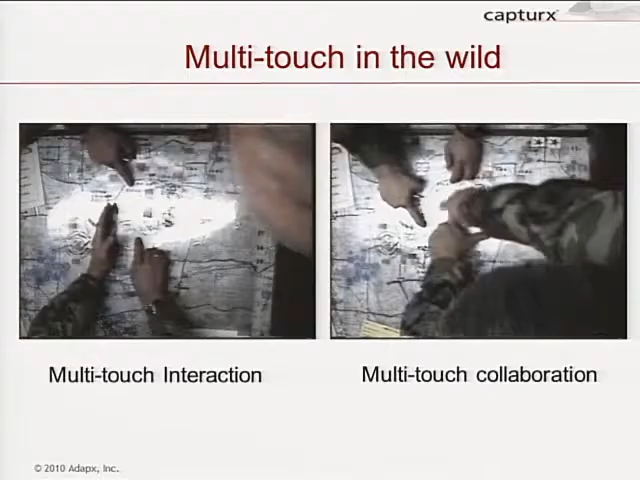 capturx
Multi-touch in the wild
Multi-touch Interaction
Multi-touch collaboration
© 2010 Adapx, Inc.